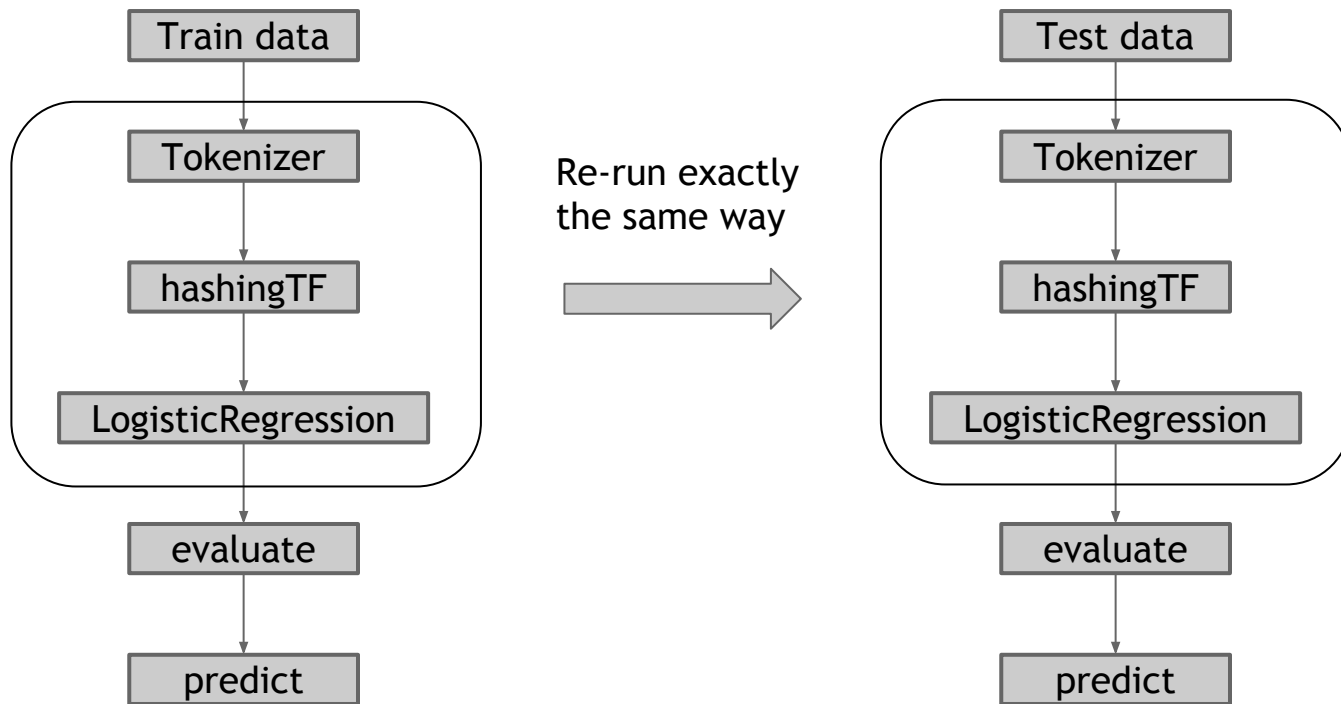 Train data
Tokenizer
hashingTF
LogisticRegression
evaluate
predict
Re-run exactly
the same way
Test data
Tokenizer
hashingTF
LogisticRegression
evaluate
predict